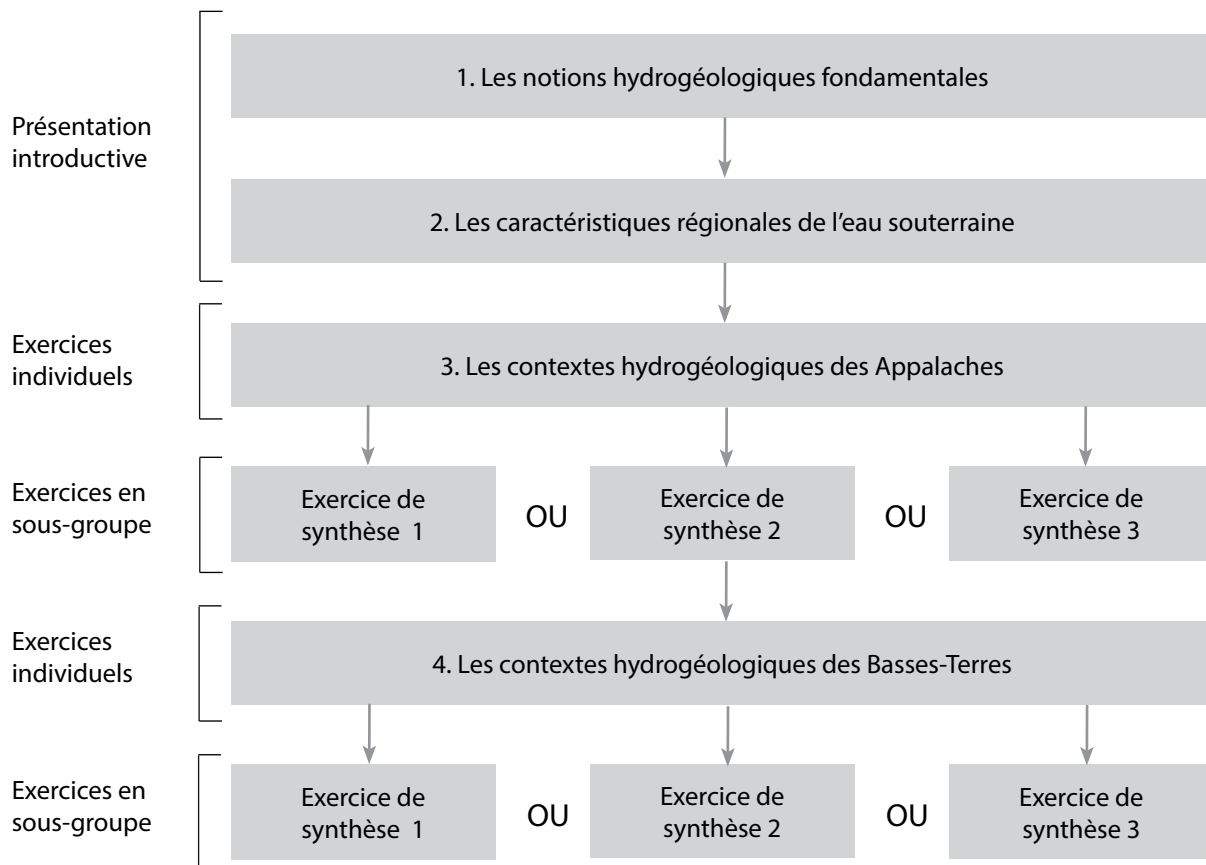 1. Les notions hydrogéologiques fondamentales
Présentation
introductive
2. Les caractéristiques régionales de l'eau souterraine
Exercices
individuels
3. Les contextes hydrogéologiques des Appalaches
Exercices en
sous-groupe
Exercice de
synthèse 1
OU
Exercice de
synthèse 2
OU
Exercice de
synthèse 3
Exercices
individuels
4. Les contextes hydrogéologiques des Basses-Terres
Exercices en
sous-groupe
Exercice de
synthèse 1
OU
Exercice de
synthèse 2
OU
Exercice de
synthèse 3